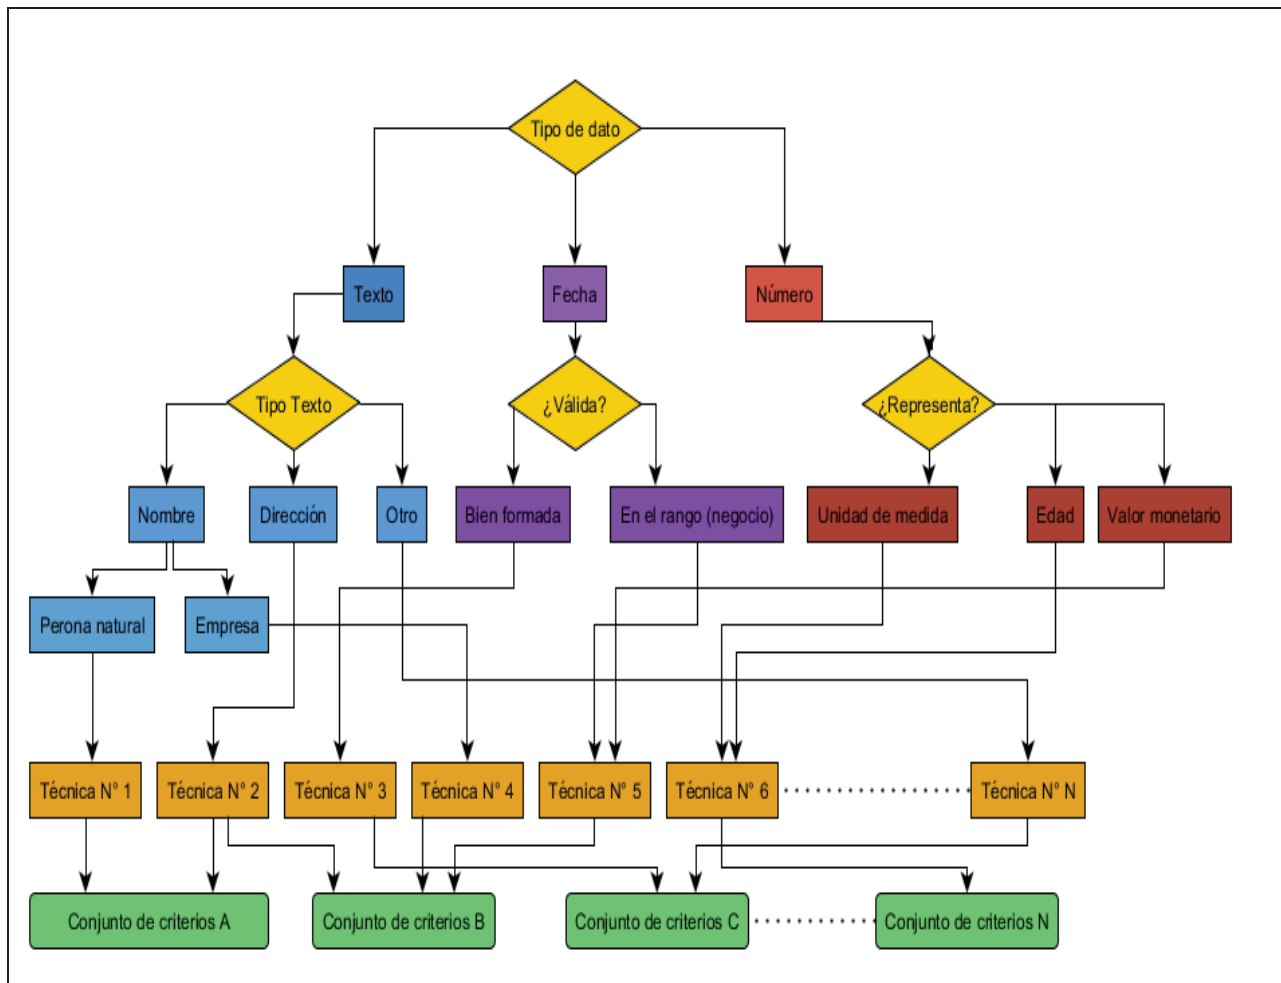 Tipo de dato
Texto
Fecha
Número
Tipo Texto
¿Válida?
¿Representa?
Nombre
Dirección
Otro
Bien formada
En el rango (negocio)
Unidad de medida
Edad
Valor monetario
Perona natural
Empresa
Técnica N° 1
Técnica N° 2
Técnica N° 3
Técnica N° 4
Técnica N° 5
Técnica N° 6
Técnica N° N
Conjunto de criterios A
Conjunto de criterios B
Conjunto de criterios C
Conjunto de criterios N